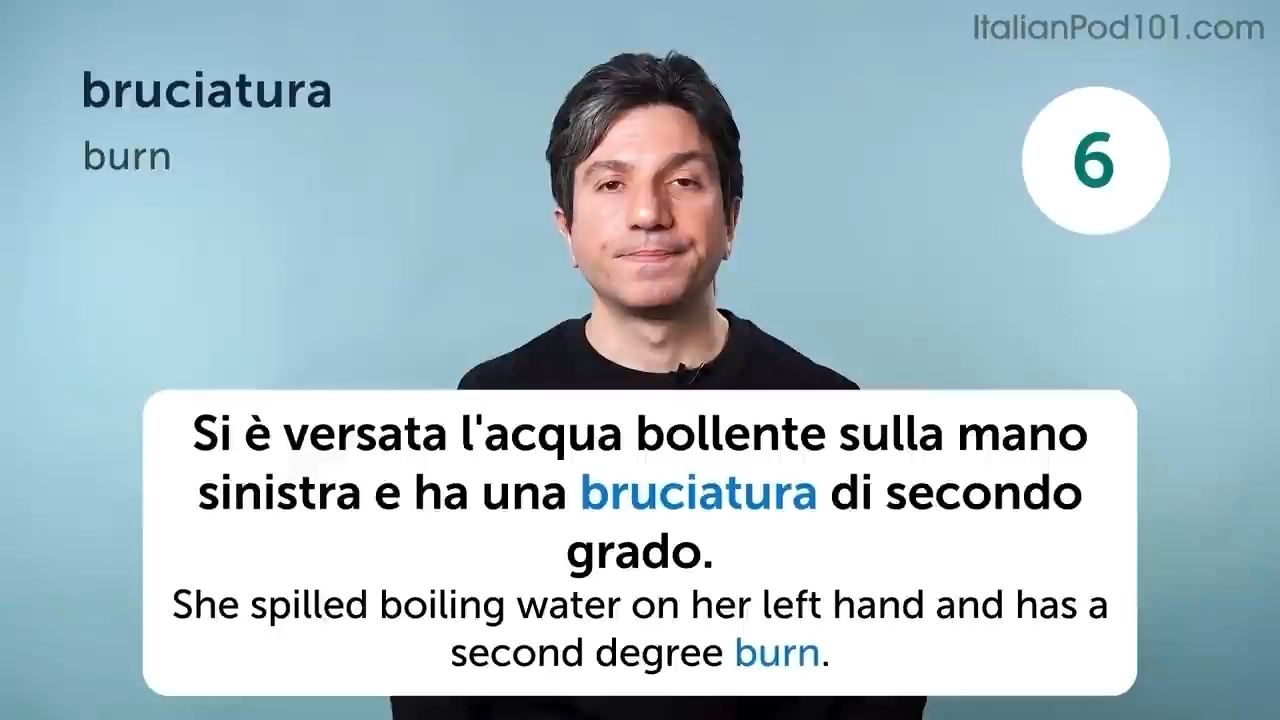 ItalianPod101.com
bruciatura
burn
6
Si è versata l'acqua bollente sulla mano
sinistra e ha una bruciatura di secondo
grado.
She spilled boiling water on her left hand and has a
second degree burn.